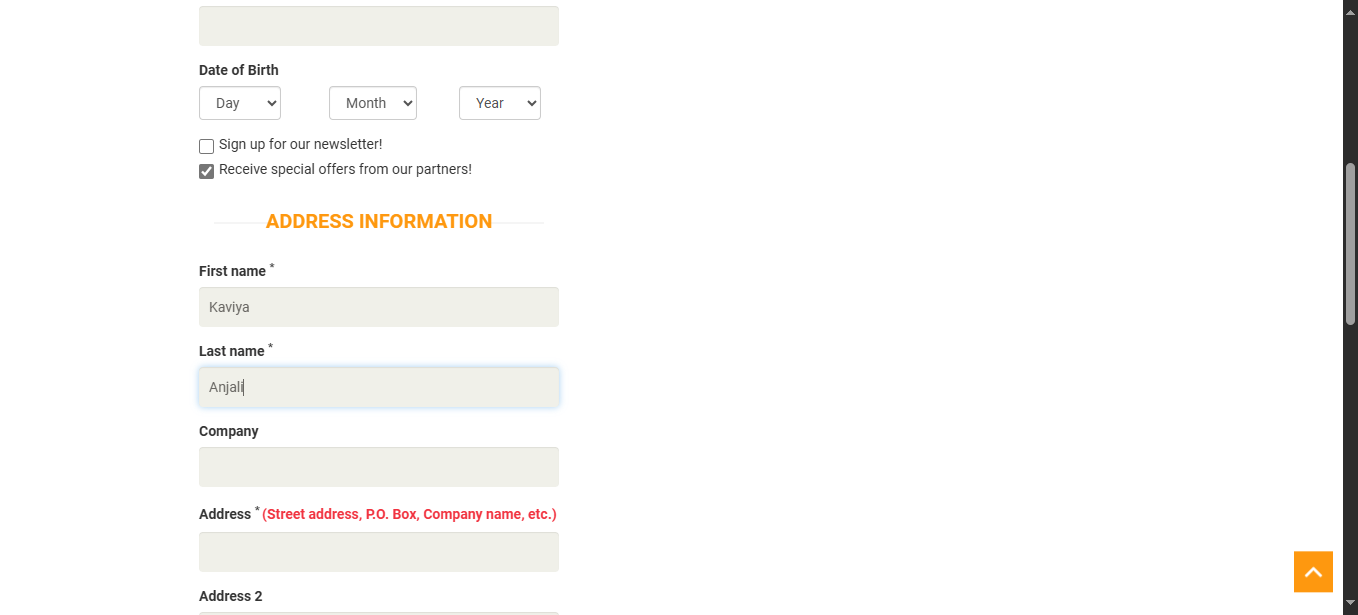 Date of Birth
Day Month Year
Sign up for our newsletter!
Receive special offers from our partners!
ADDRESS INFORMATION
First name *
Kaviya
Last name *
Anjali
Company
Address * (Street address, P.O. Box, Company name, etc.)
Address 2